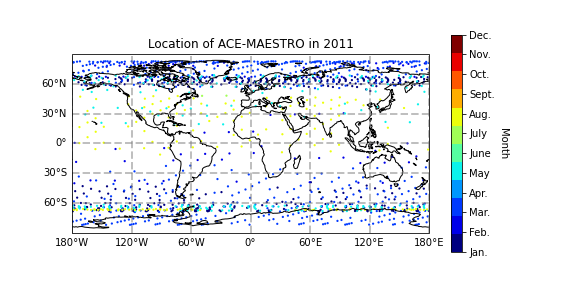 Location of ACE-MAESTRO in 2011
60°N
30°N
0°
30°S
60°S
180°W 120°W 60°W 0° 60°E 120°E 180°E
Dec.
Nov.
Oct.
Sept.
Aug.
July
June
May
Apr.
Mar.
Feb.
Jan.
Month